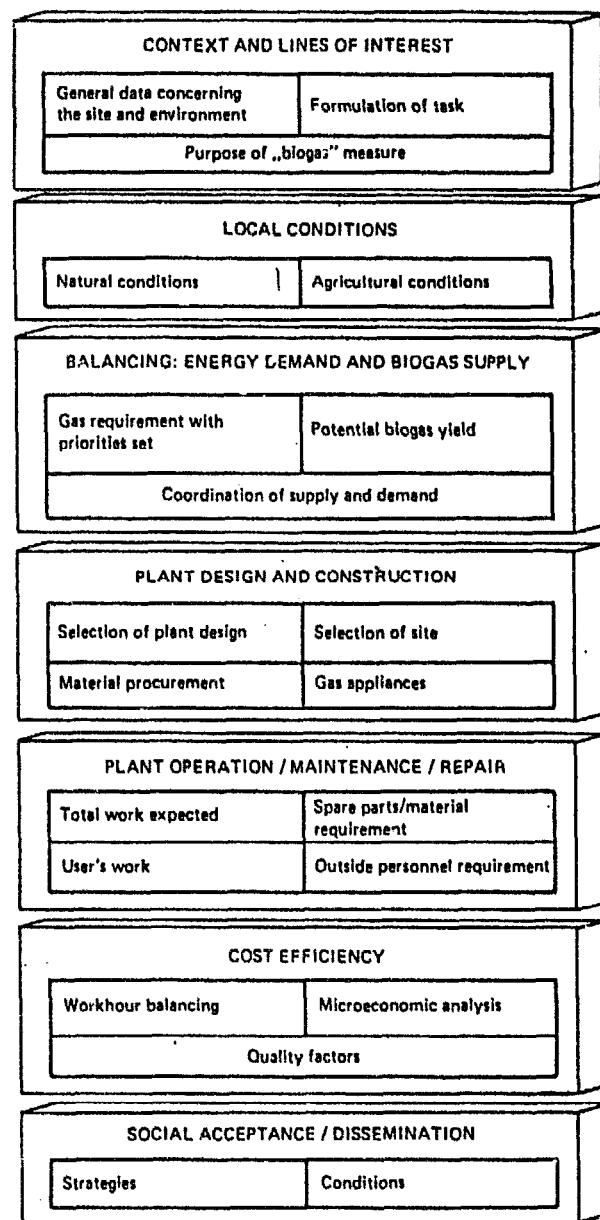 CONTEXT AND LINES OF INTEREST
General data concerning
the site and environment
Formulation of task
Purpose of „biogas” measure
LOCAL CONDITIONS
Natural conditions
Agricultural conditions
BALANCING: ENERGY DEMAND AND BIOGAS SUPPLY
Gas requirement with
priorities set
Potential biogas yield
Coordination of supply and demand
PLANT DESIGN AND CONSTRUCTION
Selection of plant design
Selection of site
Material procurement
Gas appliances
PLANT OPERATION / MAINTENANCE / REPAIR
Total work expected
Spare parts/material
requirement
User's work
Outside personnel requirement
COST EFFICIENCY
Workhour balancing
Microeconomic analysis
Quality factors
SOCIAL ACCEPTANCE / DISSEMINATION
Strategies
Conditions